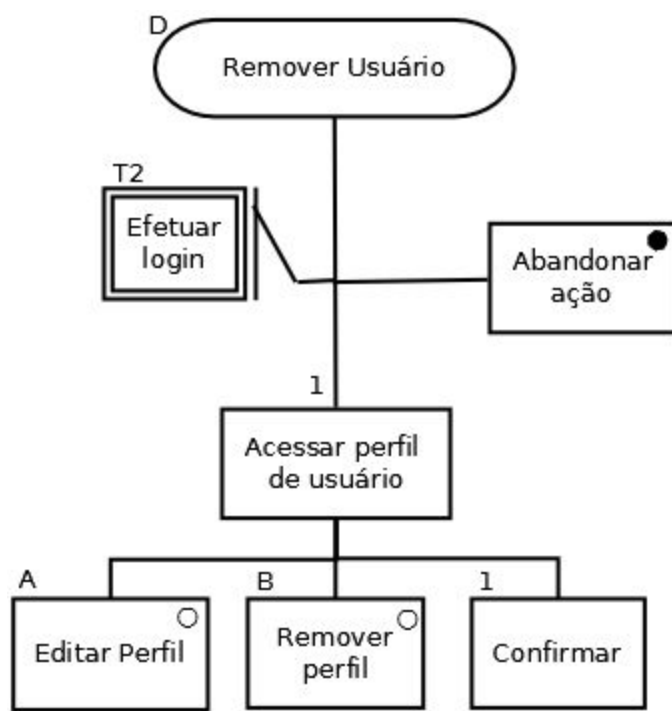 D
Remover Usuário
T2
Efetuar
login
Abandonar
ação
1
Acessar perfil
de usuário
A
Editar Perfil
B
Remover
perfil
1
Confirmar